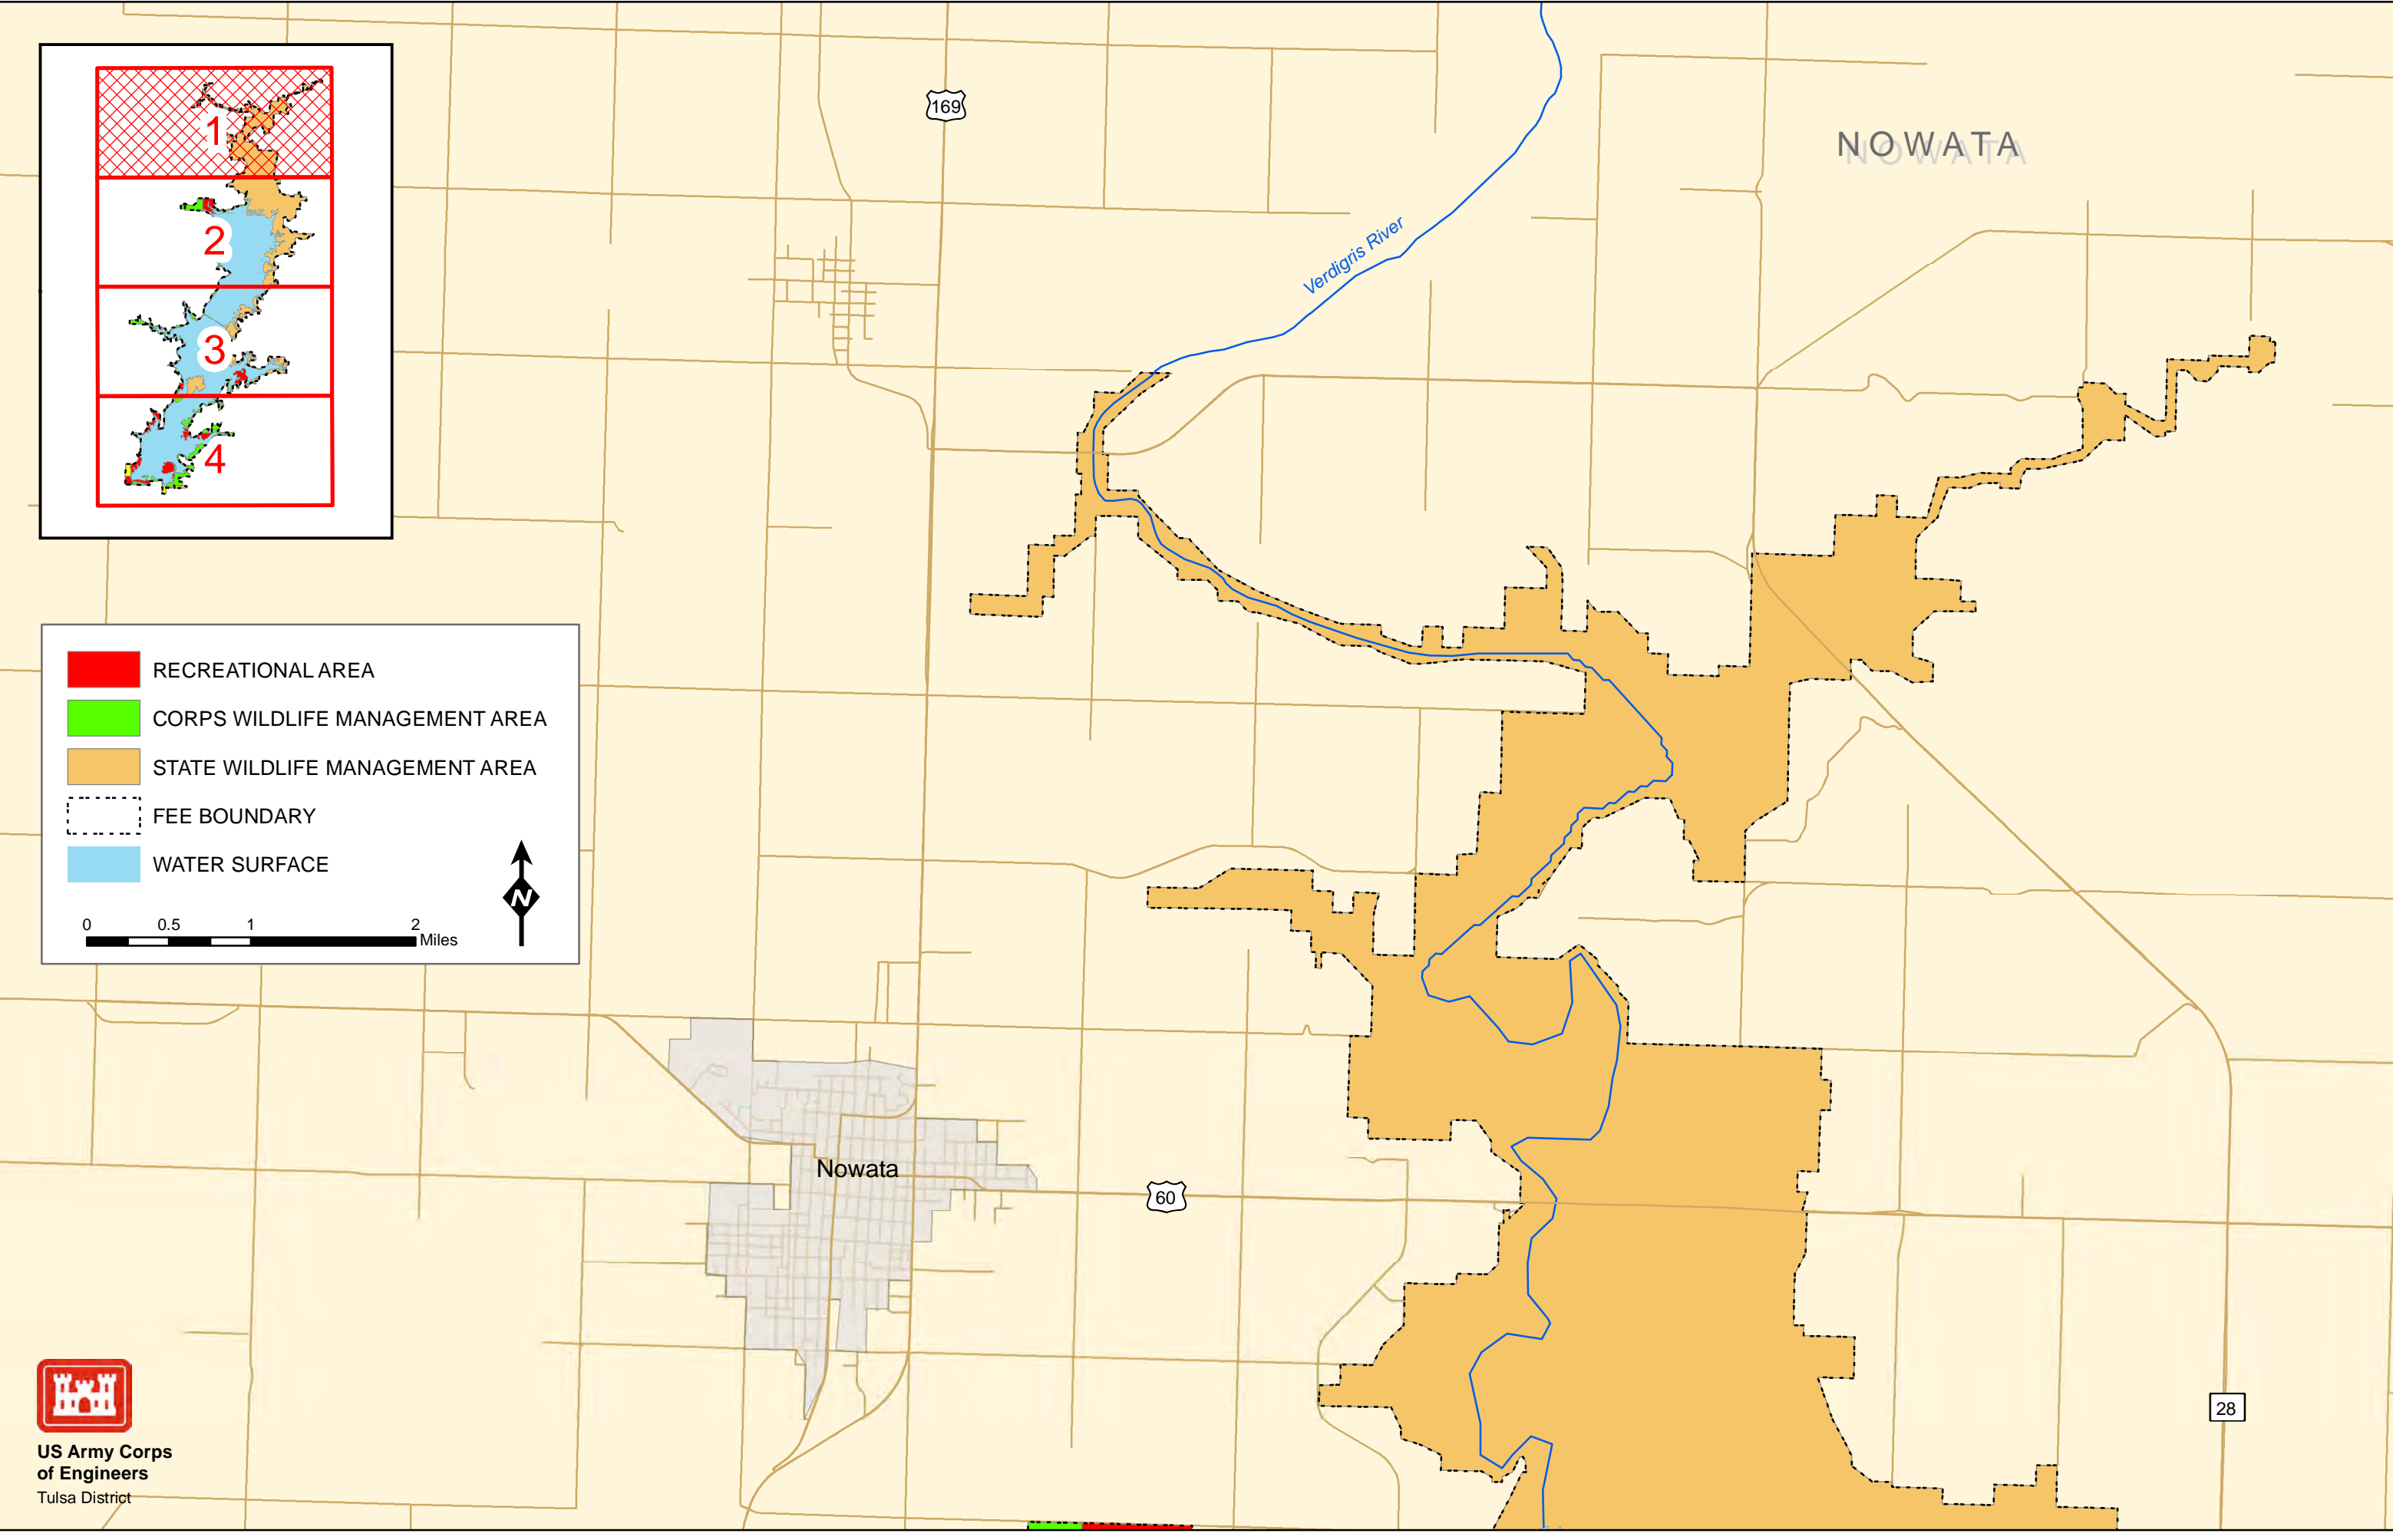 1
2
3
4
169
NOWATA
Verdigris River
RECREATIONAL AREA
CORPS WILDLIFE MANAGEMENT AREA
STATE WILDLIFE MANAGEMENT AREA
FEE BOUNDARY
WATER SURFACE
N
0 0.5 1 2
Miles
Nowata
60
28
US Army Corps
of Engineers
Tulsa District